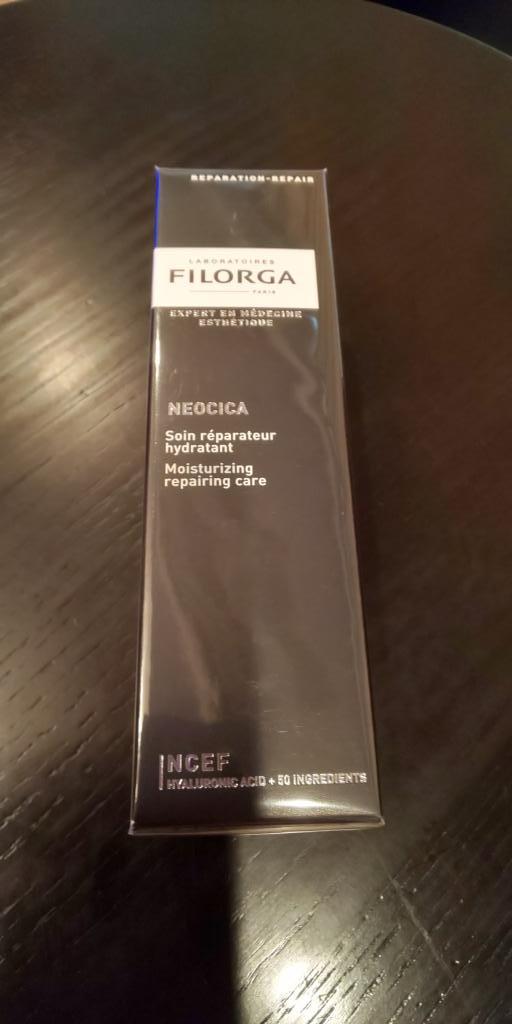 REPARATION-REPAIR
LABORATOIRES
FILORGA
PARIS
EXPERT EN MÉDECINE
ESTHÉTIQUE
NEOCICA
Soin réparateur
hydratant
Moisturizing
repairing care
NCEF
HYALURONIC ACID + 50 INGREDIENTS